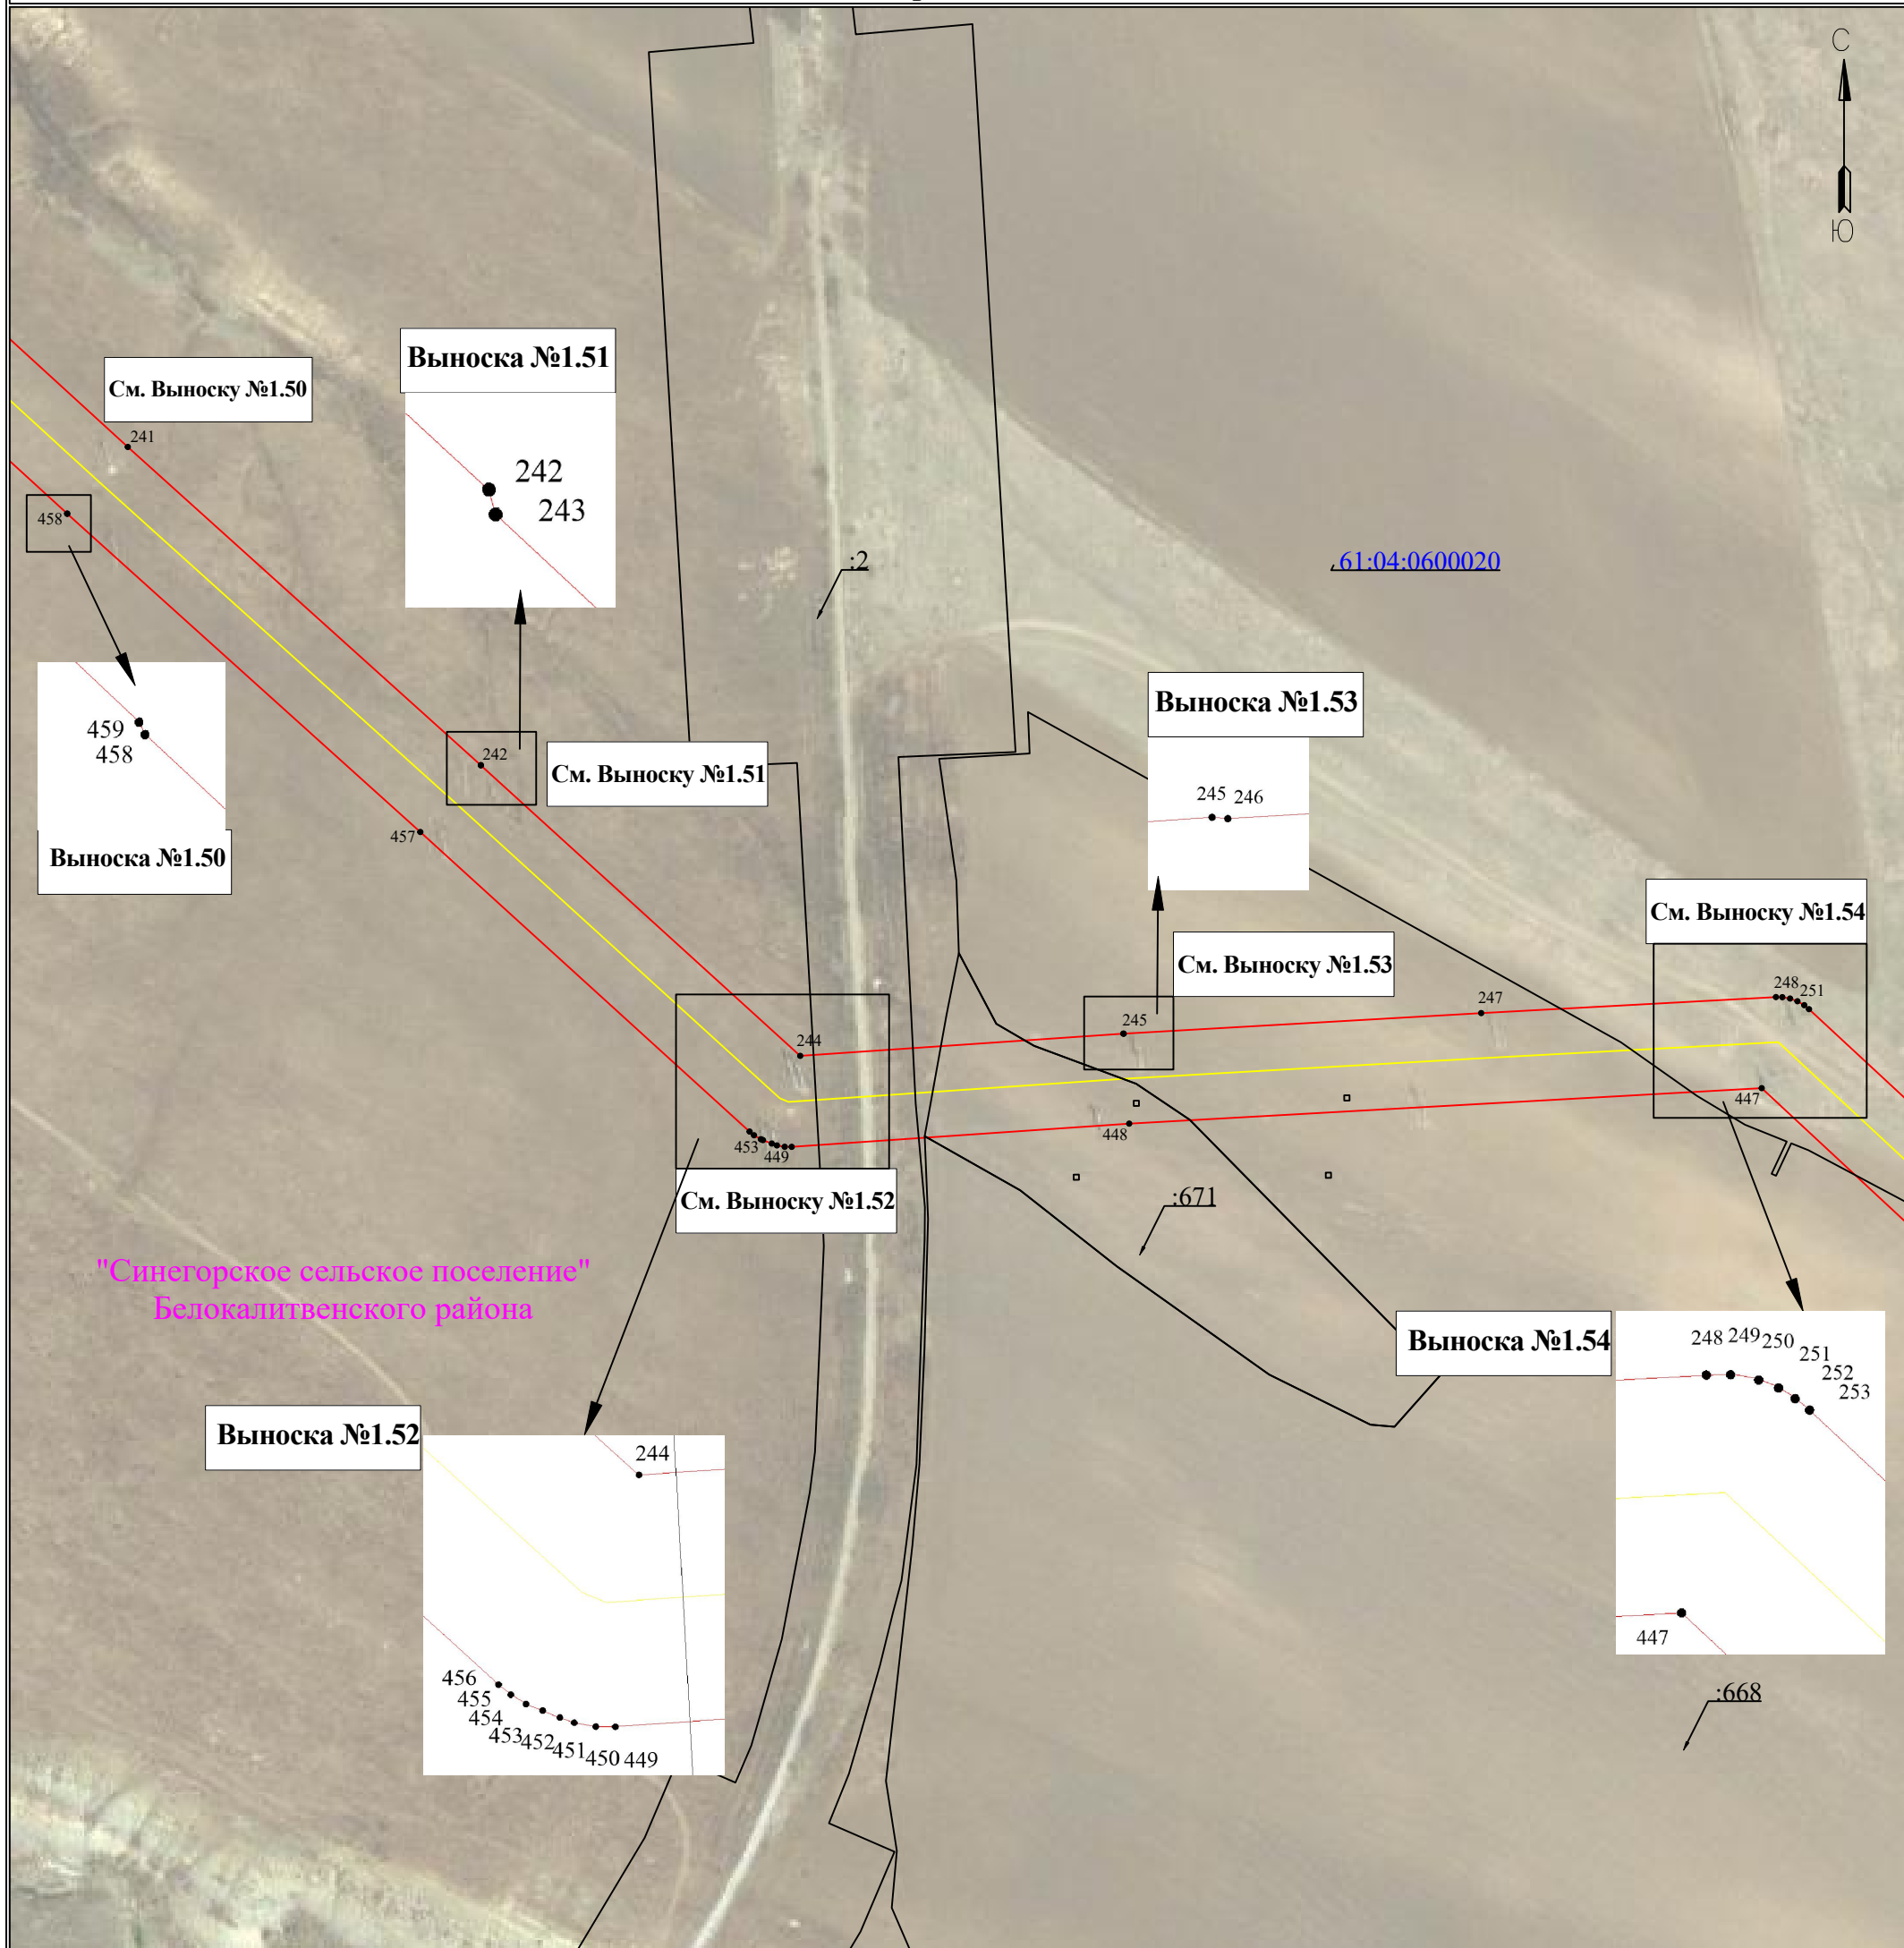 С
Ю
Выноска №1.51
См. Выноску №1.50
241
242
243
458
:2
61:04:0600020
459
458
Выноска №1.50
242
См. Выноску №1.51
457
Выноска №1.53
245 246
См. Выноску №1.54
См. Выноску №1.53
248
251
247
245
244
447
448
453
449
См. Выноску №1.52
:671
"Синегорское сельское поселение"
Белокалитвенского района
Выноска №1.54
248 249 250
251
252
253
447
Выноска №1.52
244
456
455
454
453
452
451
450 449
:668